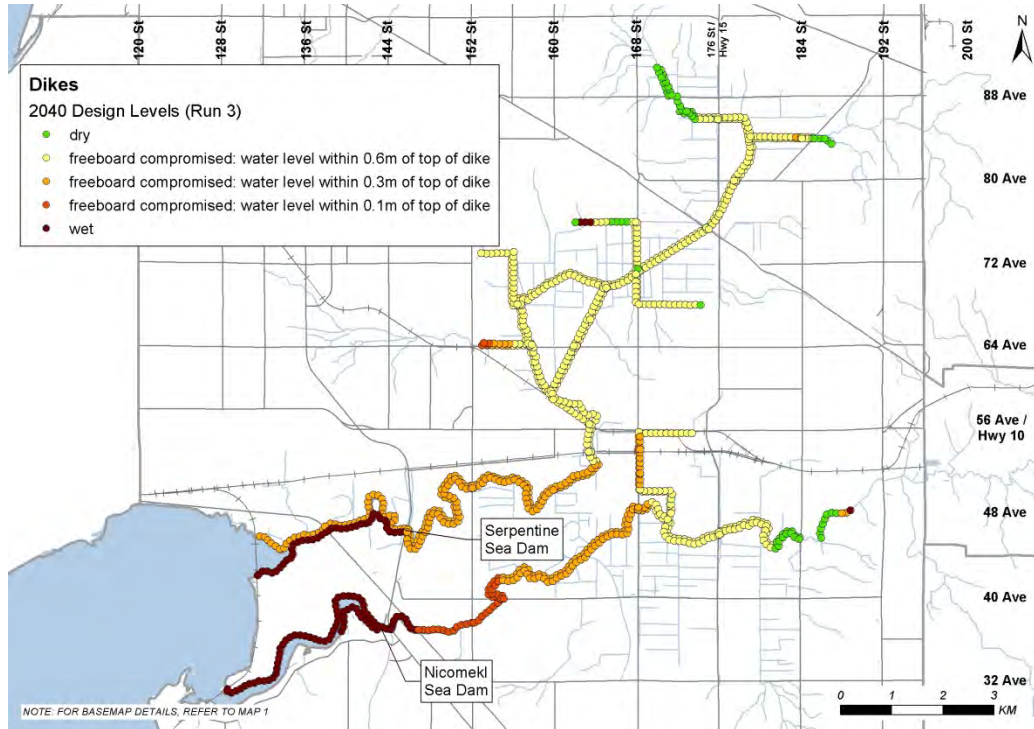 120 St
128 St
136 St
144 St
152 St
160 St
168 St
176 St /
Hwy 15
184 St
192 St
200 St
N
Dikes
2040 Design Levels (Run 3)
dry
freeboard compromised: water level within 0.6m of top of dike
freeboard compromised: water level within 0.3m of top of dike
freeboard compromised: water level within 0.1m of top of dike
wet
88 Ave
80 Ave
72 Ave
64 Ave
56 Ave /
Hwy 10
48 Ave
Serpentine
Sea Dam
40 Ave
Nicomekl
Sea Dam
32 Ave
0 1 2 3
KM
NOTE: FOR BASEMAP DETAILS, REFER TO MAP 1